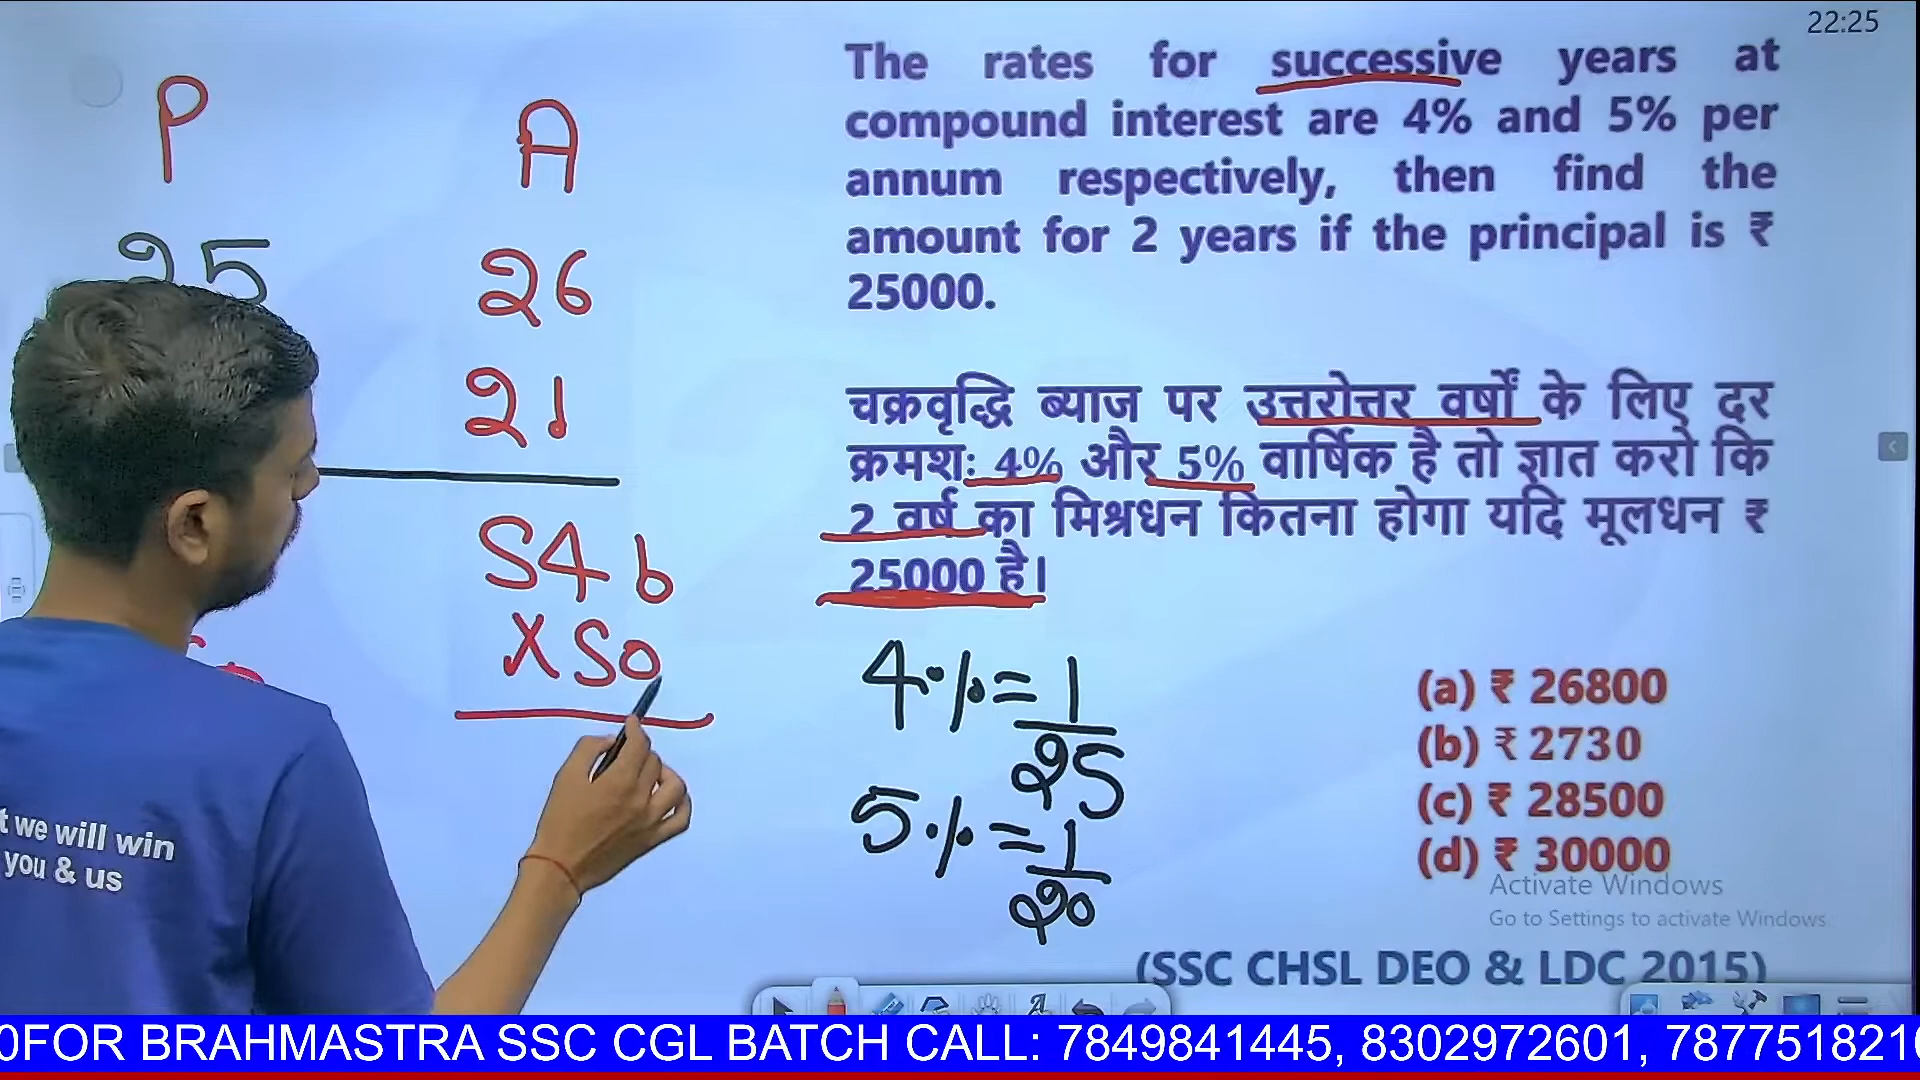 22:25
The rates for successive years at
compound interest are 4% and 5% per
annum respectively, then find the
amount for 2 years if the principal is ₹
25000.
चक्रवृद्धि ब्याज पर उत्तरोत्तर वर्षों के लिए दर
क्रमशः 4% और 5% वार्षिक है तो ज्ञात करो कि
2 वर्ष का मिश्रधन कितना होगा यदि मूलधन ₹
25000 है।
P A
25 26
21
546
X50
4% = 1/25
5% = 1/20
(a) ₹ 26800
(b) ₹ 2730
(c) ₹ 28500
(d) ₹ 30000
Activate Windows
Go to Settings to activate Windows.
(SSC CHSL DEO & LDC 2015)
t we will win
you & us
0FOR BRAHMASTRA SSC CGL BATCH CALL: 7849841445, 8302972601, 787751821